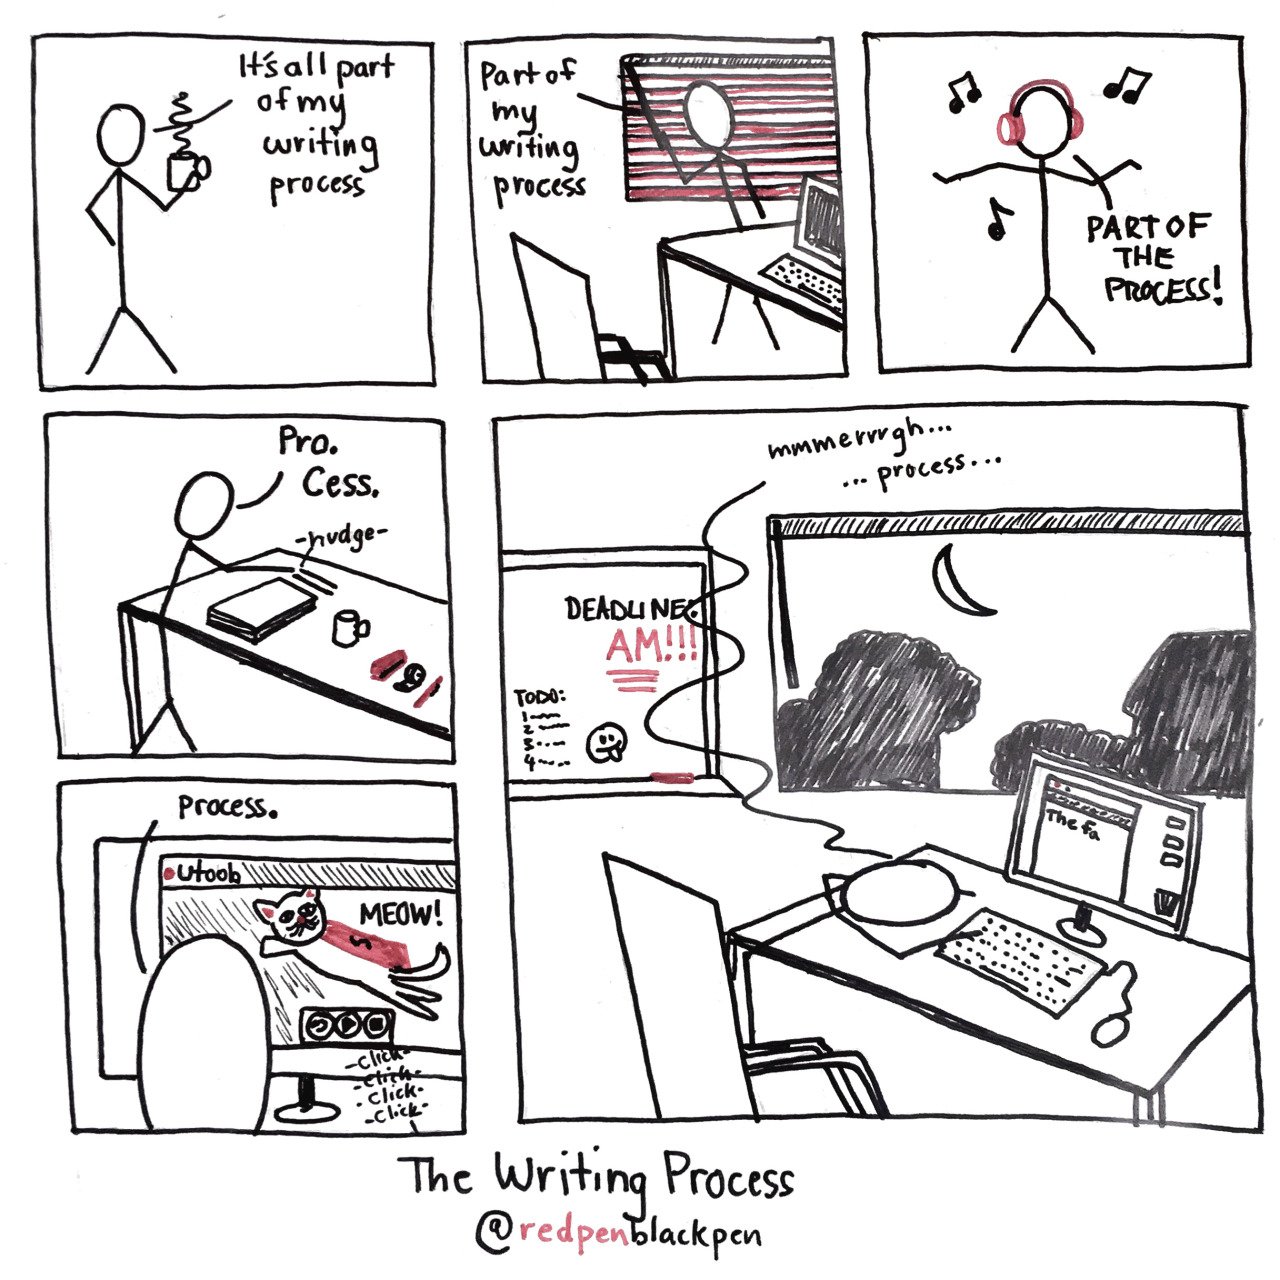 It's all part
of my
writing
process
Part of
my
writing
process
PART OF
THE
PROCESS!
Pro.
Cess.
-nudge-
Process.
Utoob
MEOW!
-click-
-click-
-click-
-click-
mmmerrrgh...
...process...
DEADLINE:
AM!!!
TODO:
1
2
3
4
The fa
The Writing Process
@redpenblackpen